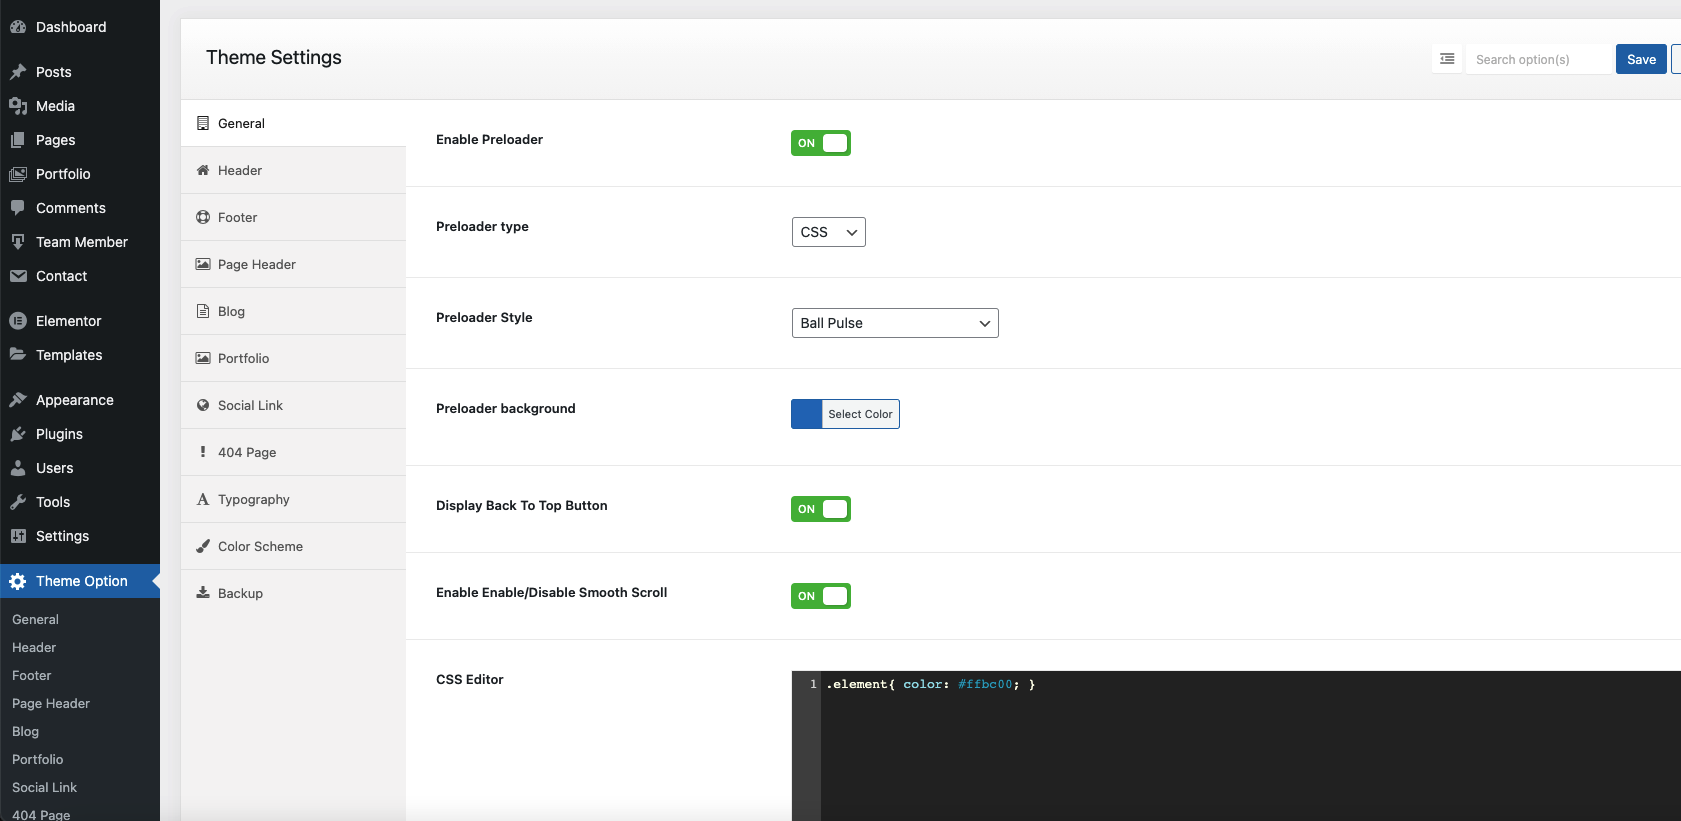 Dashboard
Posts
Media
Pages
Portfolio
Comments
Team Member
Contact
Elementor
Templates
Appearance
Plugins
Users
Tools
Settings
Theme Option
General
Header
Footer
Page Header
Blog
Portfolio
Social Link
404 Page
Theme Settings
Search option(s)
Save
General
Header
Footer
Page Header
Blog
Portfolio
Social Link
404 Page
Typography
Color Scheme
Backup
Enable Preloader
ON
Preloader type
CSS
Preloader Style
Ball Pulse
Preloader background
Select Color
Display Back To Top Button
ON
Enable Enable/Disable Smooth Scroll
ON
CSS Editor
1 .element{ color: #ffbc00; }